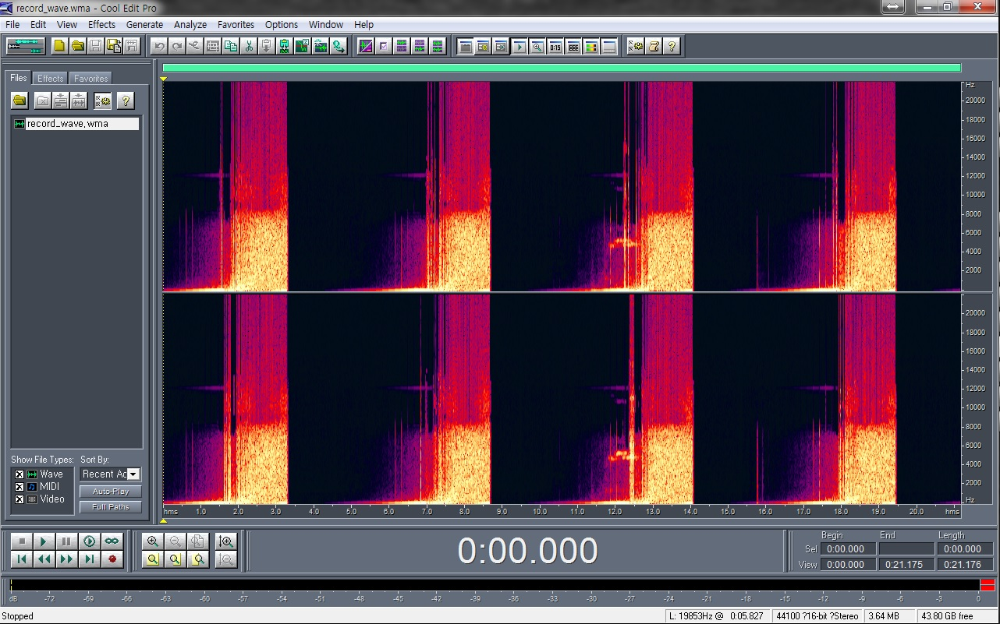 record_wave.wma - Cool Edit Pro
File Edit View Effects Generate Analyze Favorites Options Window Help
0:15
Files Effects Favorites
record_wave.wma
Hz
20000
18000
16000
14000
12000
10000
8000
6000
4000
2000
20000
18000
16000
14000
12000
10000
8000
6000
4000
2000
Hz
hms 1.0 2.0 3.0 4.0 5.0 6.0 7.0 8.0 9.0 10.0 11.0 12.0 13.0 14.0 15.0 16.0 17.0 18.0 19.0 20.0 hms
Show File Types: Sort By:
Wave Recent Ac
MIDI Auto-Play
Video Full Paths
0:00.000
Begin End Length
Sel 0:00.000 0:00.000
View 0:00.000 0:21.175 0:21.176
dB -72 -69 -66 -63 -60 -57 -54 -51 -48 -45 -42 -39 -36 -33 -30 -27 -24 -21 -18 -15 -12 -9 -6 -3 0
Stopped L: 19853Hz @ 0:05.827 44100 ?16-bit ?Stereo 3.64 MB 43.80 GB free